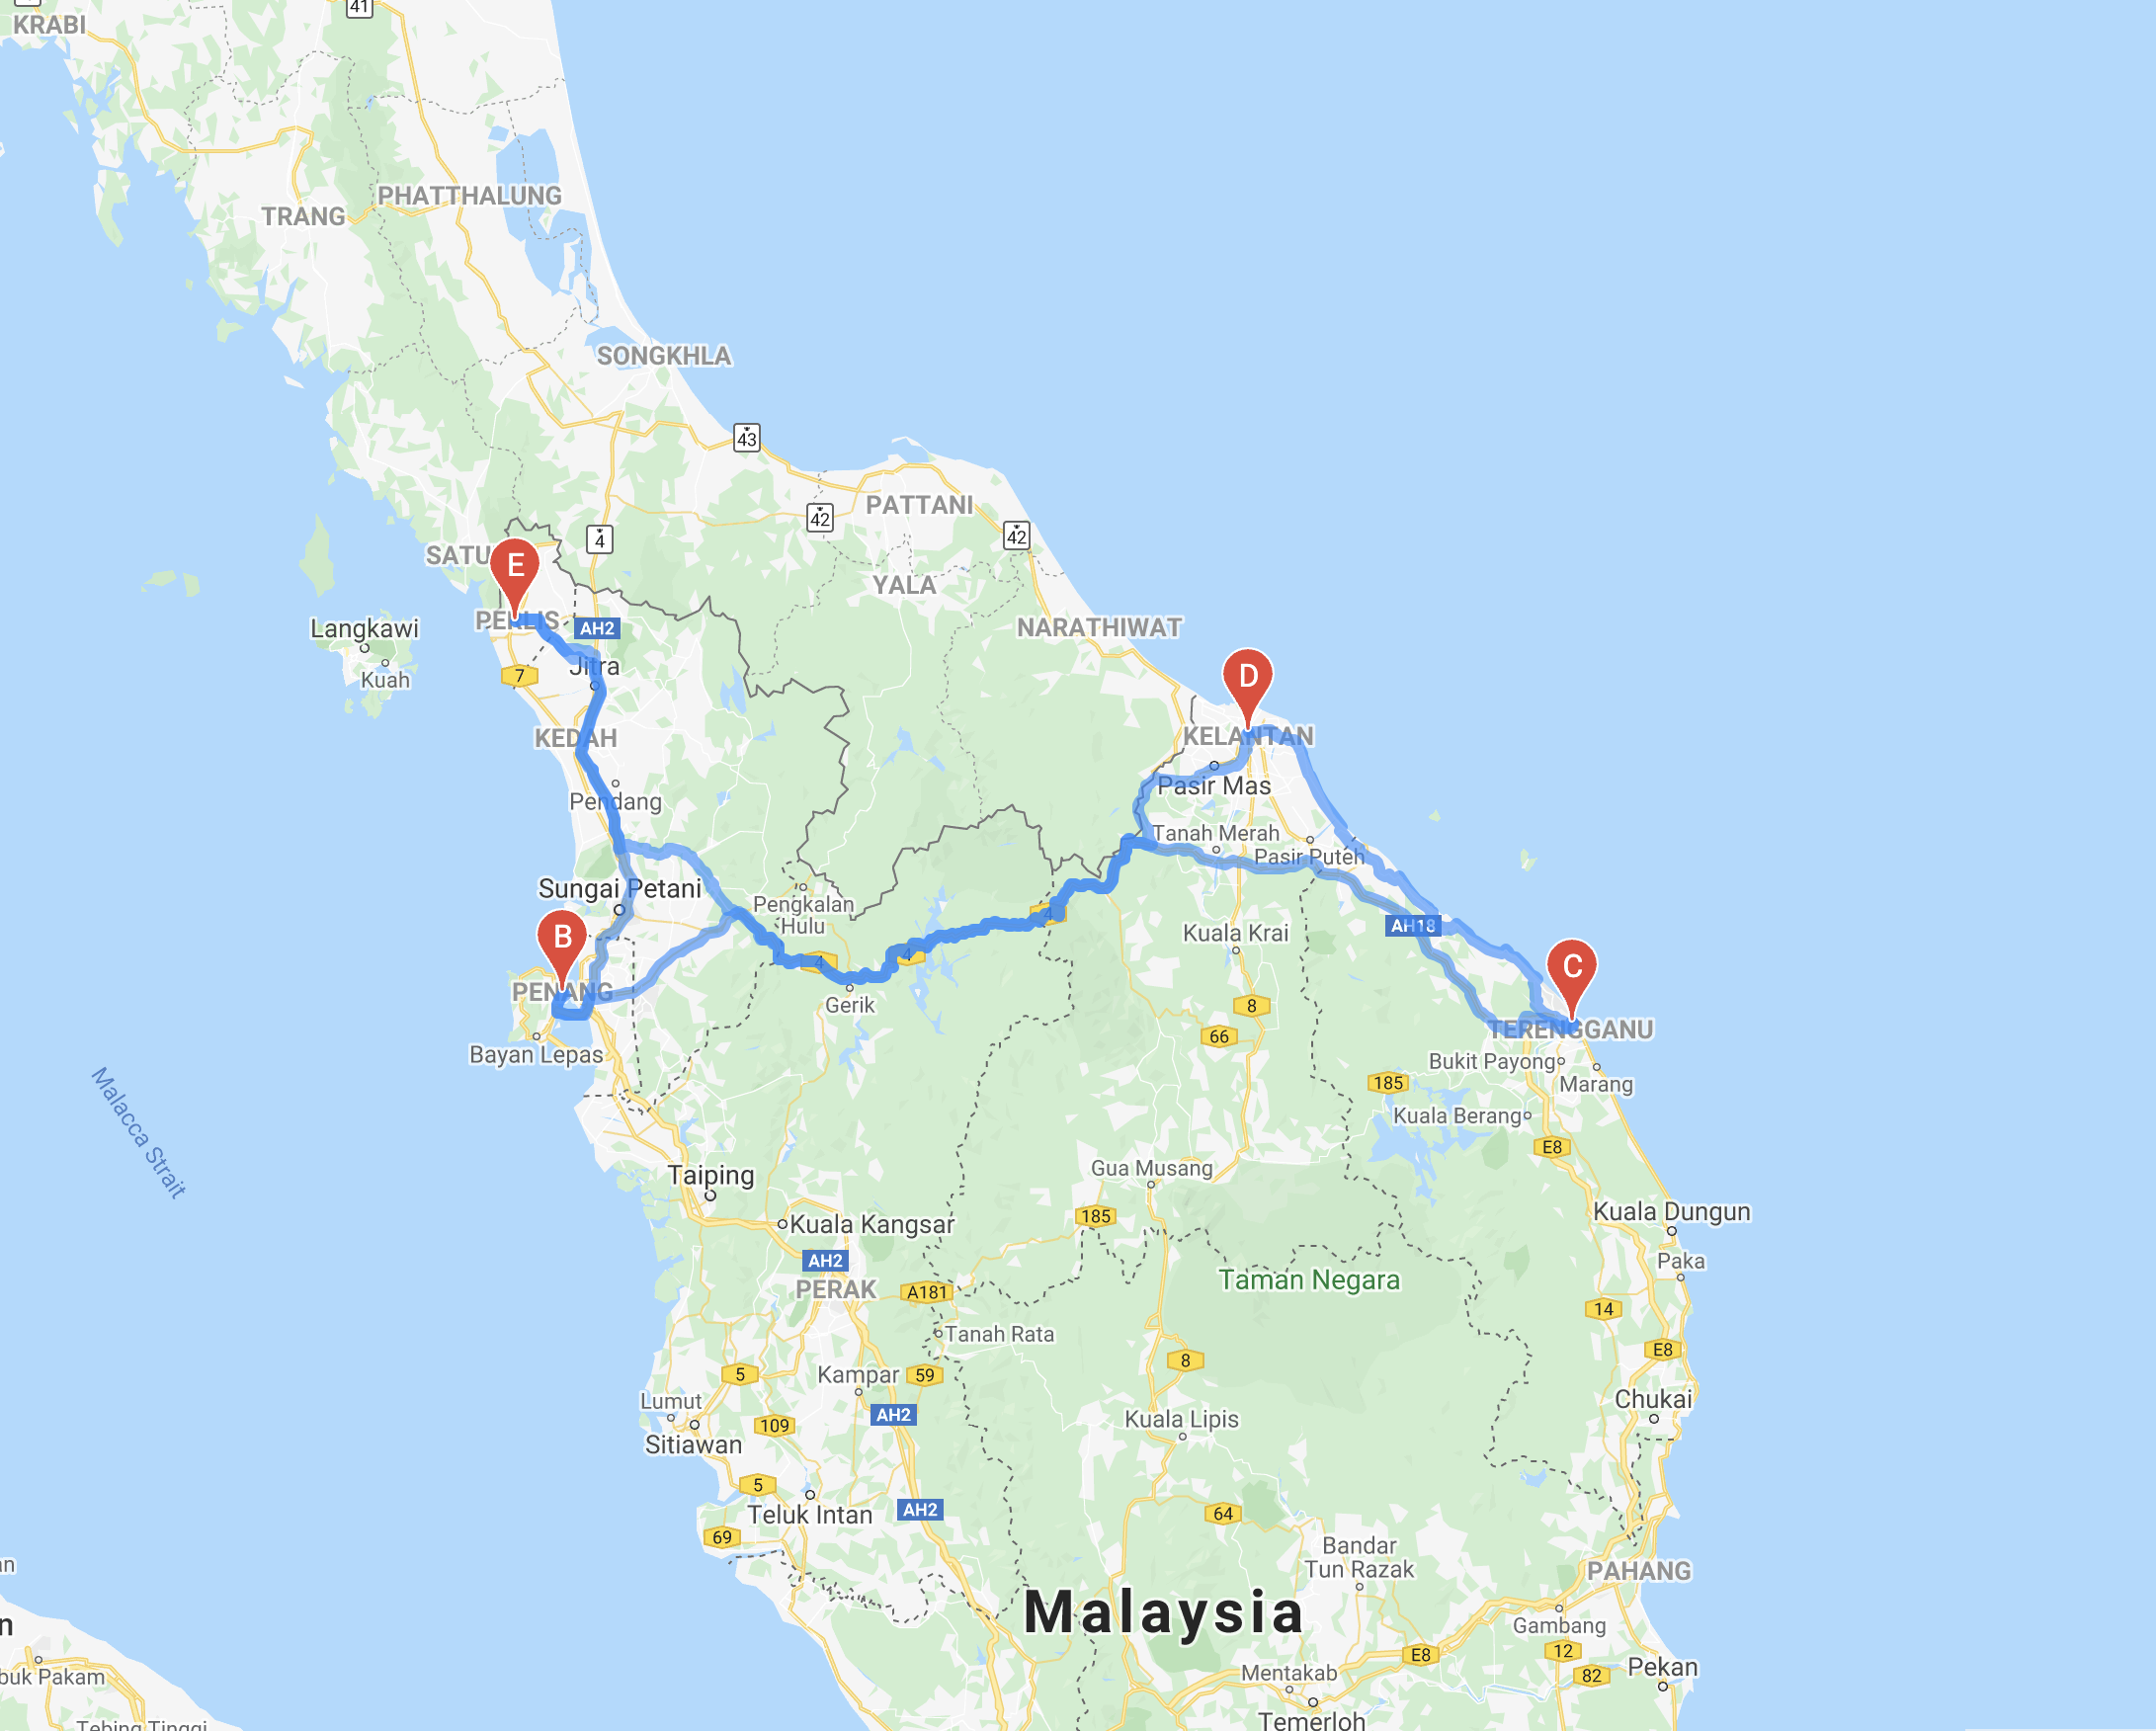 KRABI
41
TRANG
PHATTHALUNG
SONGKHLA
43
42
PATTANI
42
4
SATU
E
YALA
PERLIS
AH2
NARATHIWAT
Langkawi
Kuah
7
Jitra
D
KEDAH
KELANTAN
Pasir Mas
Pendang
Tanah Merah
Pasir Puteh
Sungai Petani
Pengkalan
Hulu
4
B
AH18
Kuala Krai
4
4
C
PENANG
Gerik
8
66
TERENGGANU
Bayan Lepas
Bukit Payong
Marang
185
Kuala Berang
Malacca Strait
E8
Taiping
Gua Musang
185
Kuala Kangsar
Kuala Dungun
AH2
Paka
PERAK
A181
Taman Negara
14
Tanah Rata
E8
8
5
Kampar
59
Lumut
AH2
Chukai
109
Kuala Lipis
Sitiawan
5
AH2
64
Teluk Intan
69
Bandar
Tun Razak
PAHANG
Malaysia
Gambang
12
E8
82
Mentakab
Pekan
buk Pakam
Temerloh
Tebing Tinggi